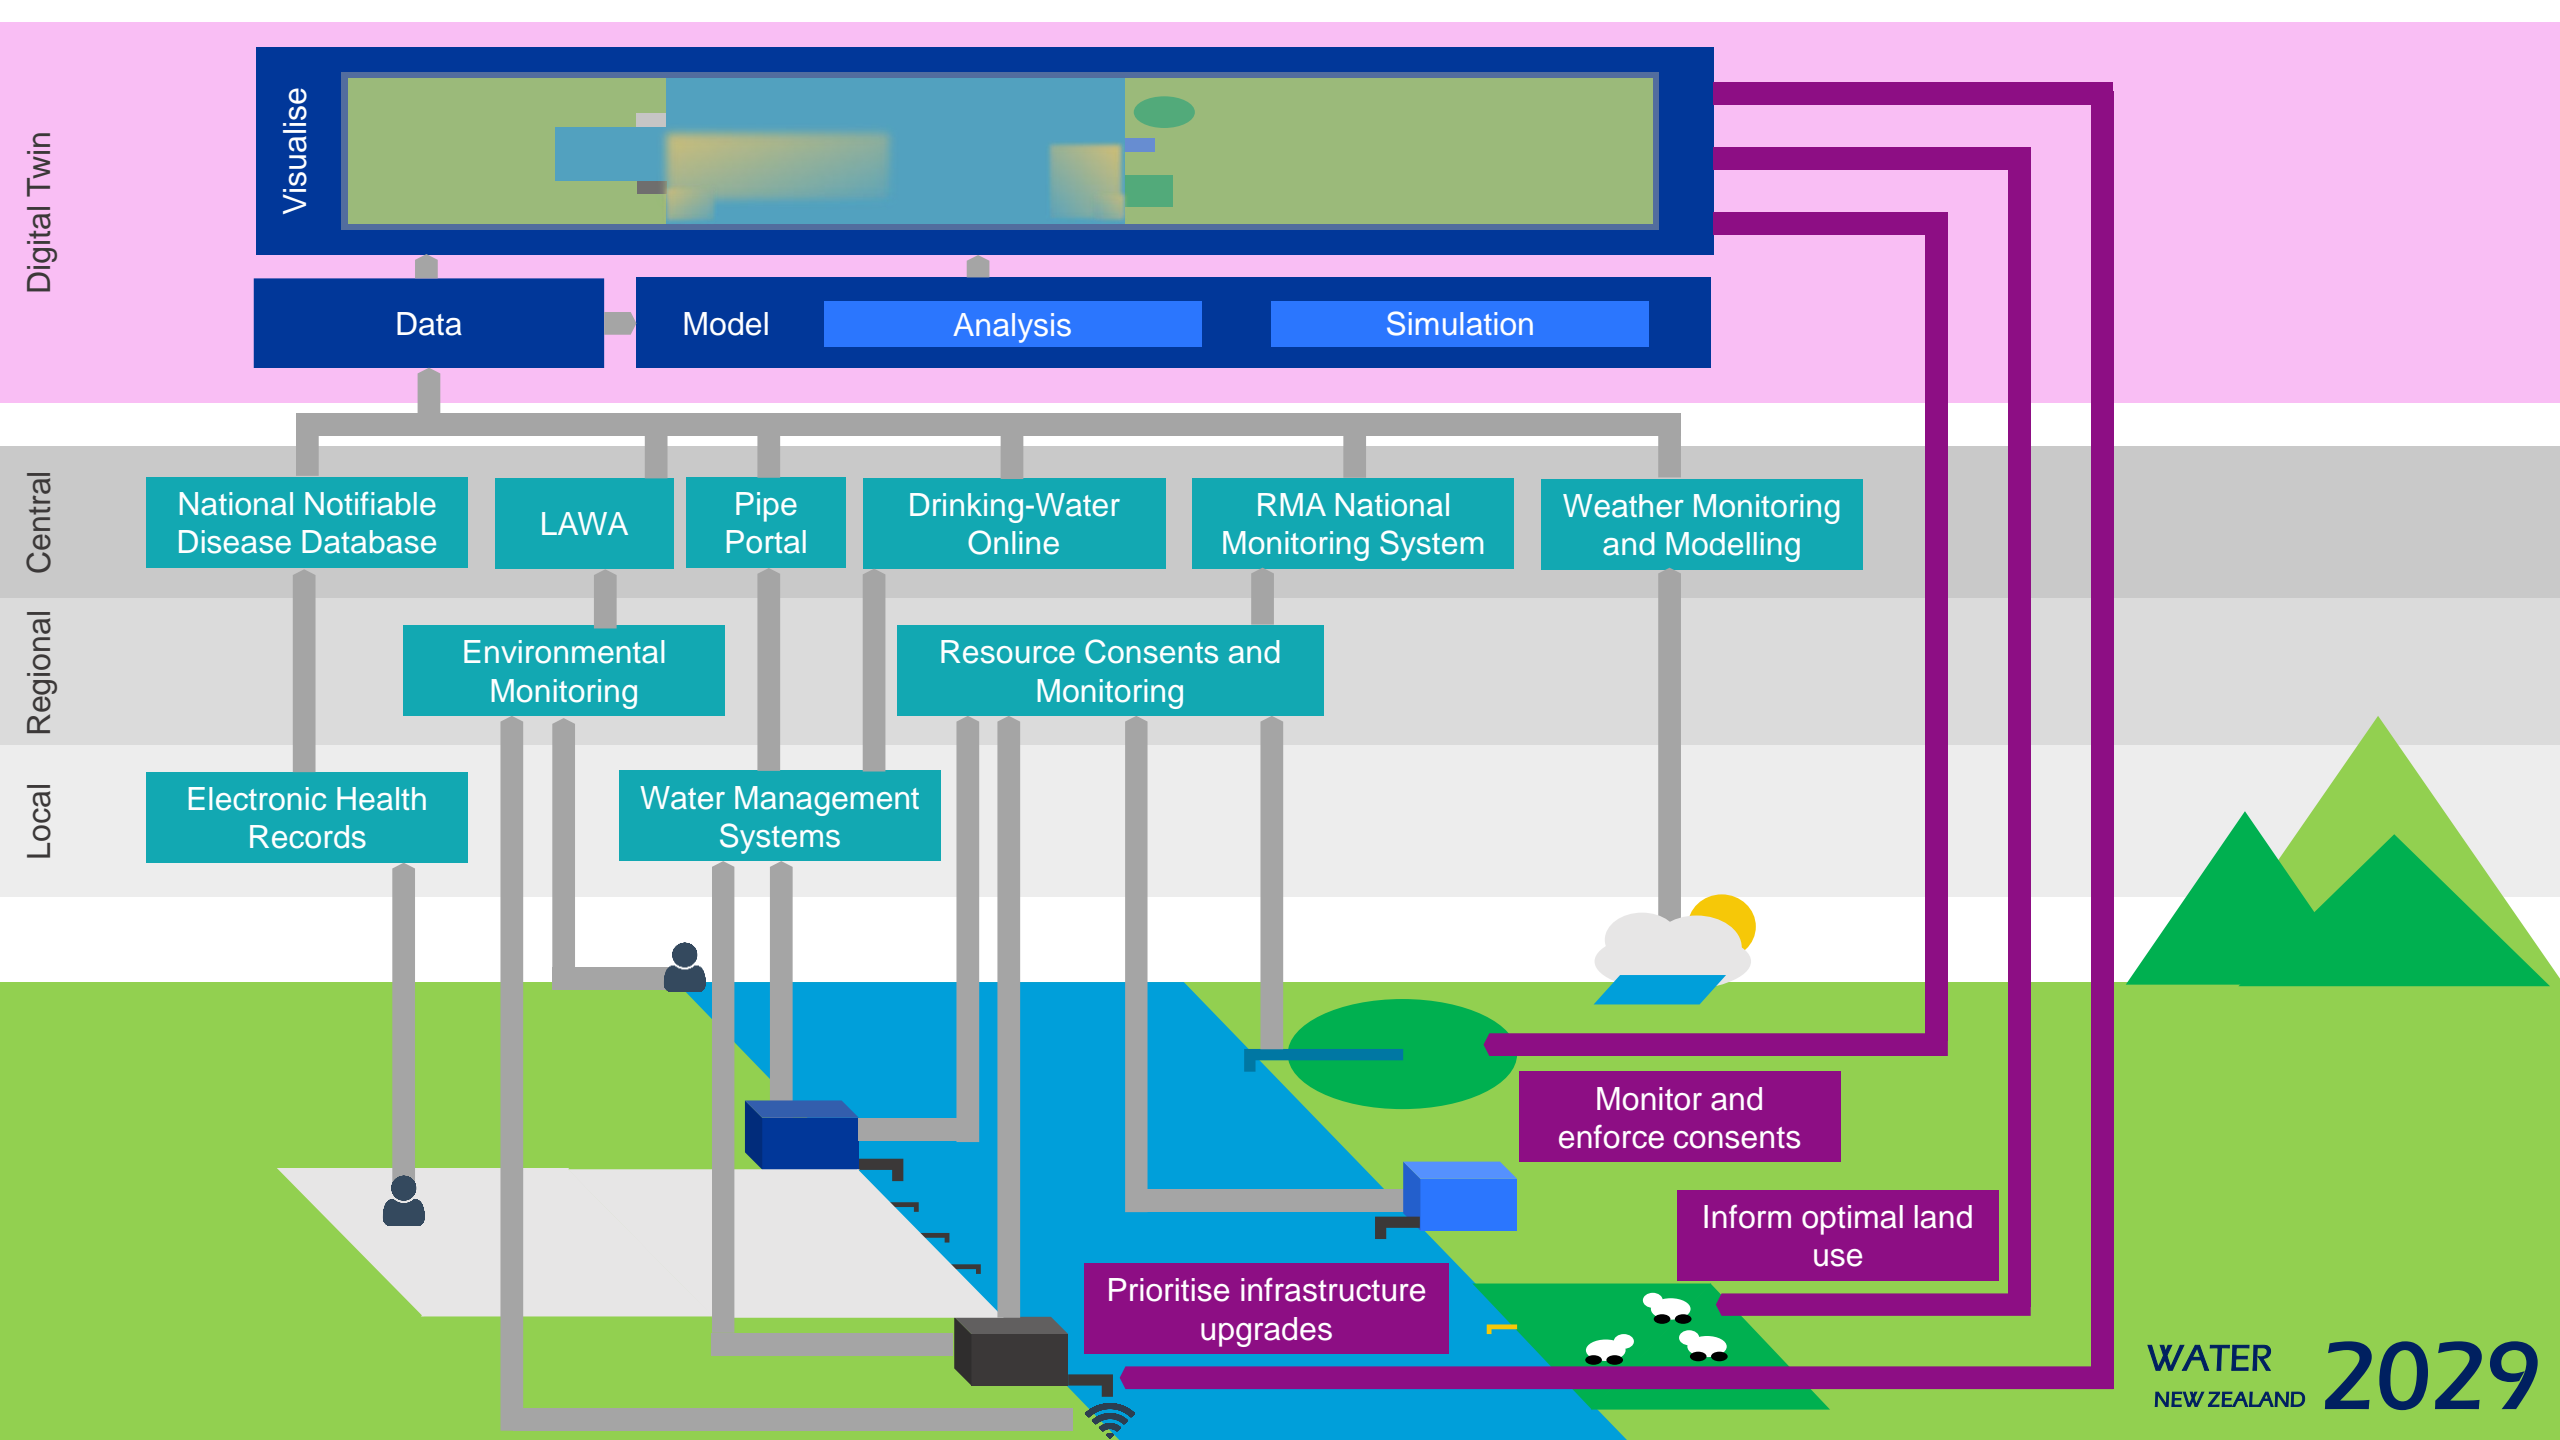 Digital Twin
Visualise
Data
Model
Analysis
Simulation
Central
National Notifiable
Disease Database
LAWA
Pipe
Portal
Drinking-Water
Online
RMA National
Monitoring System
Weather Monitoring
and Modelling
Regional
Environmental
Monitoring
Resource Consents and
Monitoring
Local
Electronic Health
Records
Water Management
Systems
Monitor and
enforce consents
Inform optimal land
use
Prioritise infrastructure
upgrades
WATER
NEW ZEALAND
2029